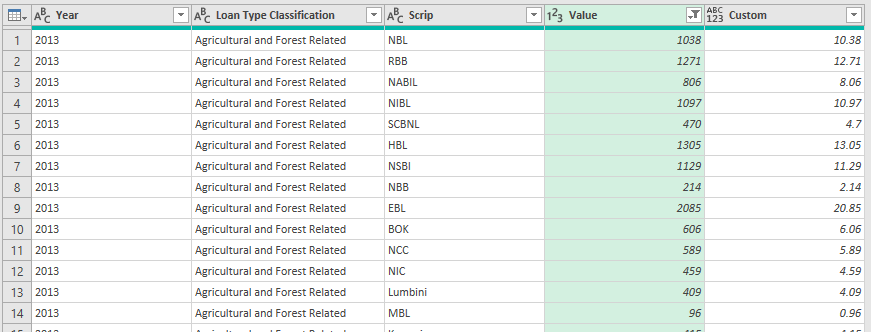 ABC Year ABC Loan Type Classification ABC Scrip 123 Value ABC 123 Custom
1 2013 Agricultural and Forest Related NBL 1038 10.38
2 2013 Agricultural and Forest Related RBB 1271 12.71
3 2013 Agricultural and Forest Related NABIL 806 8.06
4 2013 Agricultural and Forest Related NIBL 1097 10.97
5 2013 Agricultural and Forest Related SCBNL 470 4.7
6 2013 Agricultural and Forest Related HBL 1305 13.05
7 2013 Agricultural and Forest Related NSBI 1129 11.29
8 2013 Agricultural and Forest Related NBB 214 2.14
9 2013 Agricultural and Forest Related EBL 2085 20.85
10 2013 Agricultural and Forest Related BOK 606 6.06
11 2013 Agricultural and Forest Related NCC 589 5.89
12 2013 Agricultural and Forest Related NIC 459 4.59
13 2013 Agricultural and Forest Related Lumbini 409 4.09
14 2013 Agricultural and Forest Related MBL 96 0.96